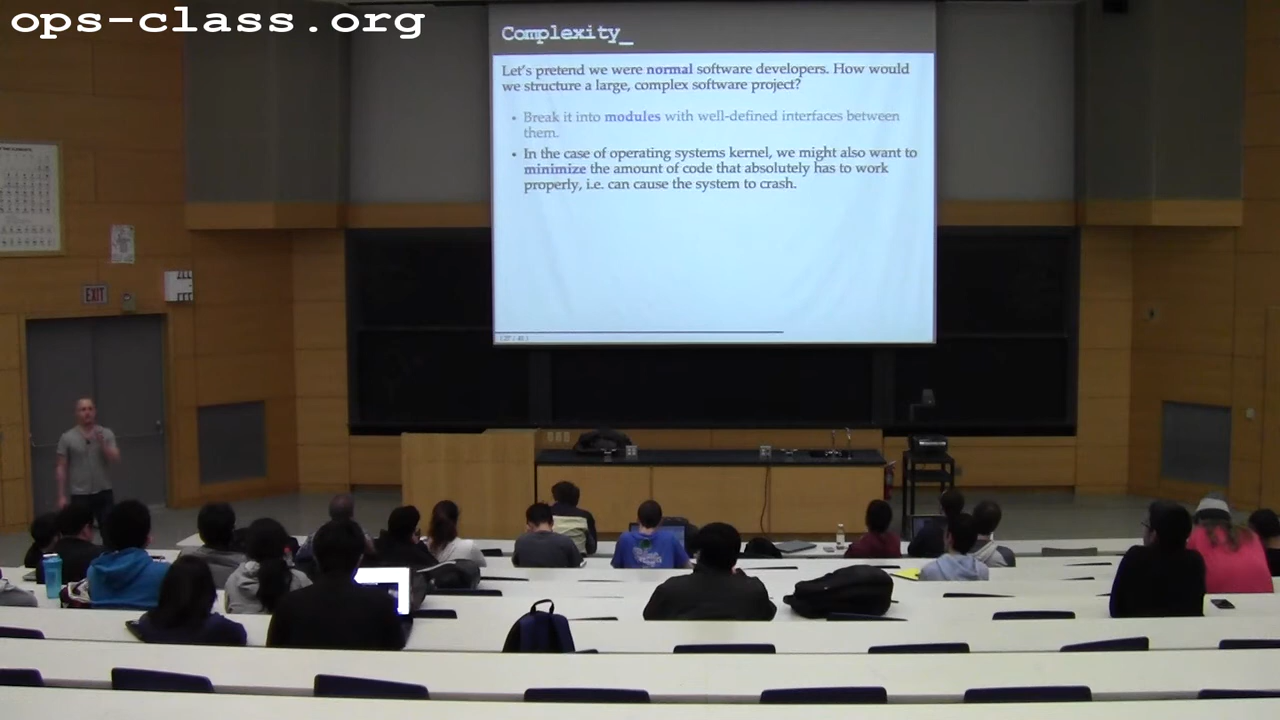 ops-class.org
Complexity_
Let's pretend we were normal software developers. How would
we structure a large, complex software project?
• Break it into modules with well-defined interfaces between
them.
• In the case of operating systems kernel, we might also want to
minimize the amount of code that absolutely has to work
properly, i.e. can cause the system to crash.
EXIT